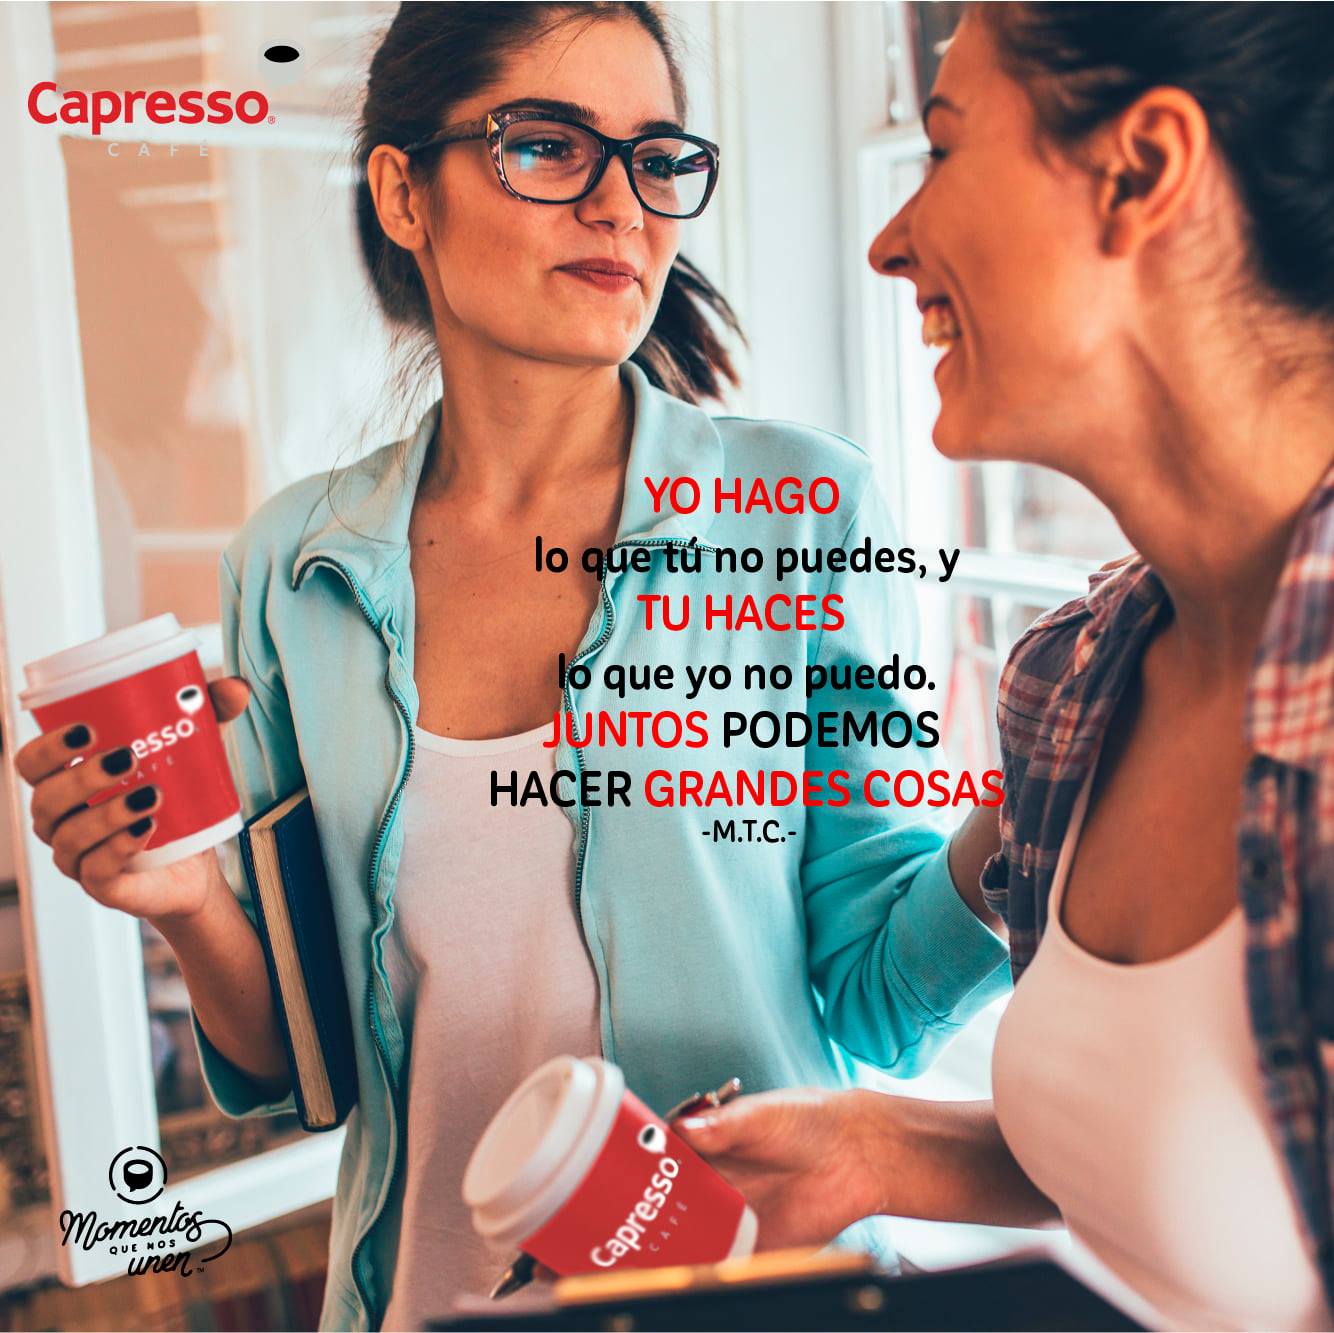 Capresso®
CAFÉ
YO HAGO
lo que tú no puedes, y
TU HACES
lo que yo no puedo.
JUNTOS PODEMOS
HACER GRANDES COSAS
-M.T.C.-
esso
CAFÉ
Capresso®
CAFÉ
Momentos
QUE NOS
unen™